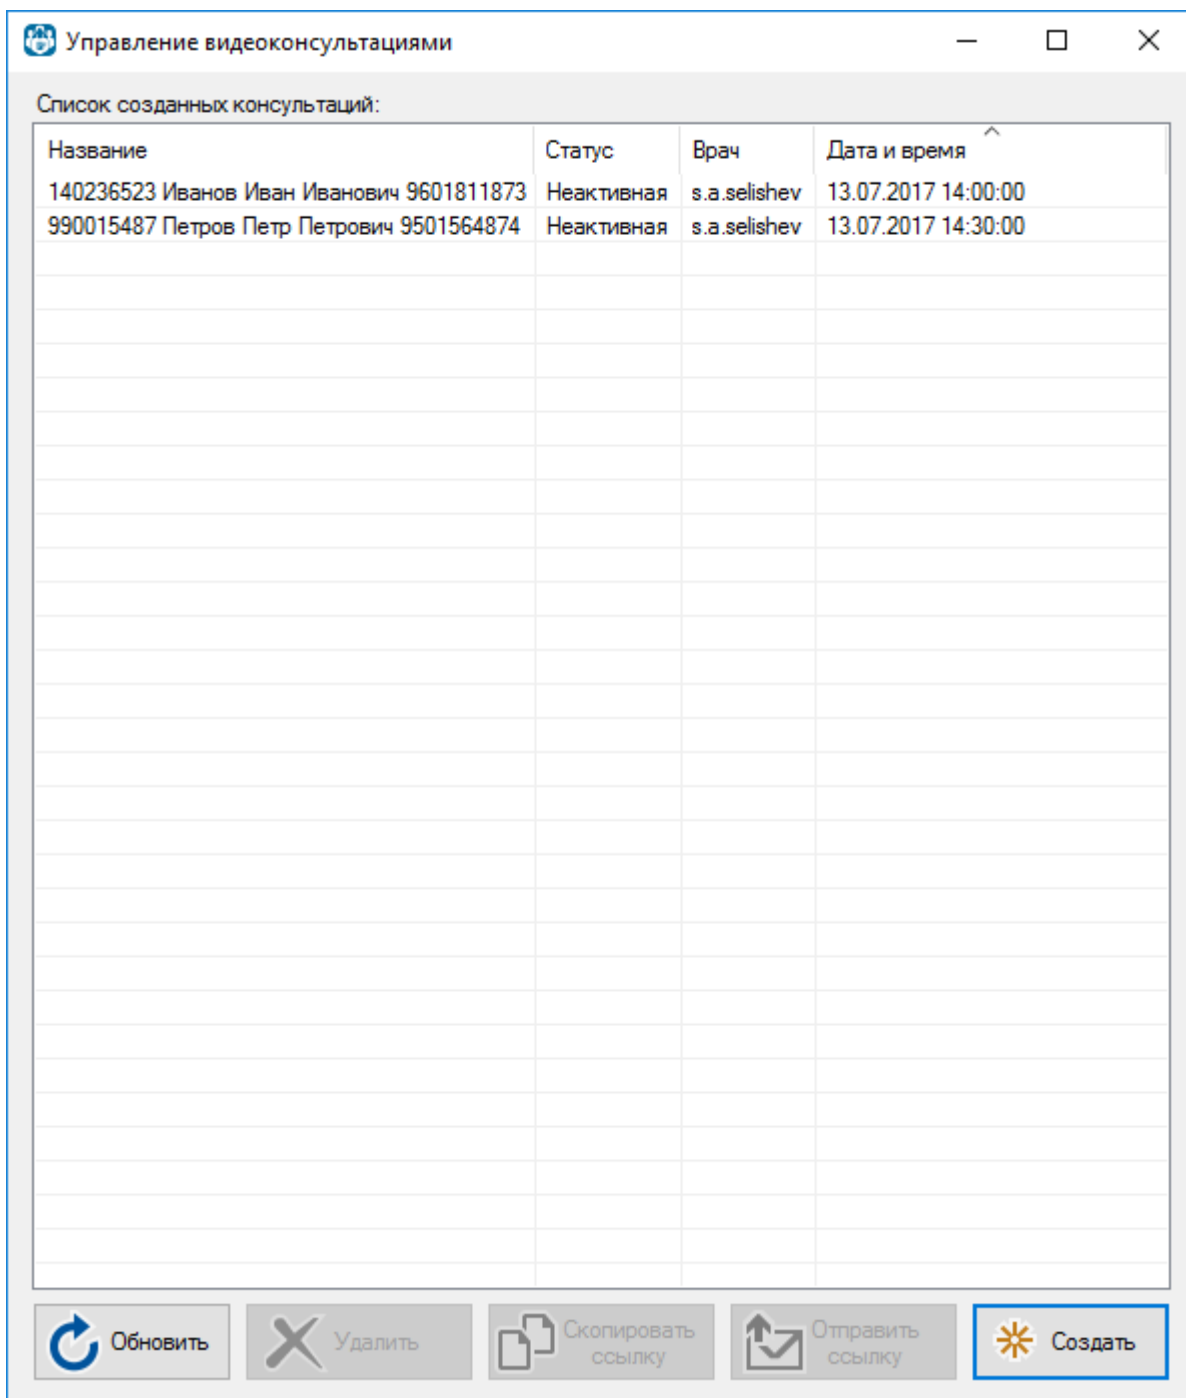 Управление видеоконсультациями
Список созданных консультаций:
Название Статус Врач Дата и время
140236523 Иванов Иван Иванович 9601811873 Неактивная s.a.selishev 13.07.2017 14:00:00
990015487 Петров Петр Петрович 9501564874 Неактивная s.a.selishev 13.07.2017 14:30:00
Обновить Удалить Скопировать ссылку Отправить ссылку Создать